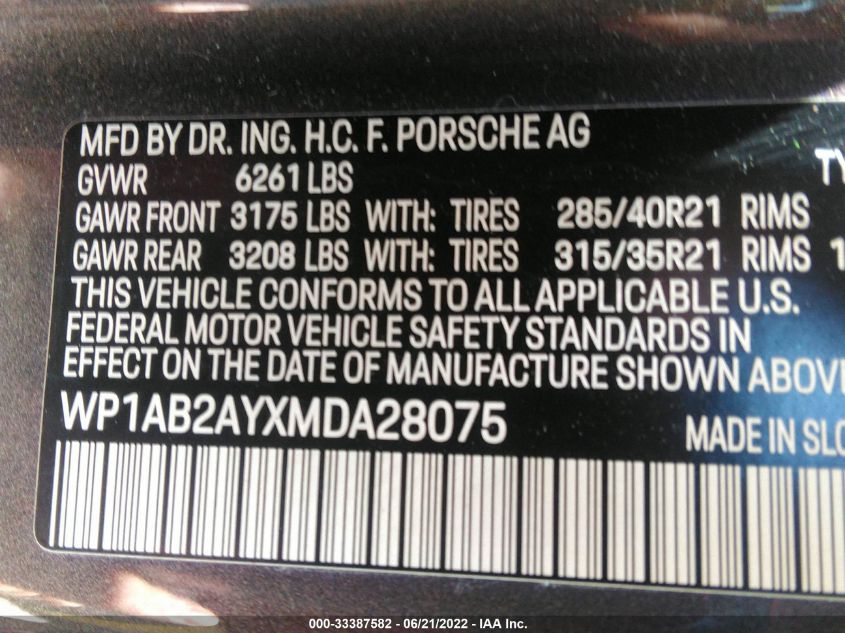 MFD BY DR. ING. H.C. F. PORSCHE AG
GVWR 6261 LBS TY
GAWR FRONT 3175 LBS WITH: TIRES 285/40R21 RIMS
GAWR REAR 3208 LBS WITH: TIRES 315/35R21 RIMS 1
THIS VEHICLE CONFORMS TO ALL APPLICABLE U.S.
FEDERAL MOTOR VEHICLE SAFETY STANDARDS IN
EFFECT ON THE DATE OF MANUFACTURE SHOWN ABOVE
WP1AB2AYXMDA28075
MADE IN SLO
000-33387582 - 06/21/2022 - IAA Inc.